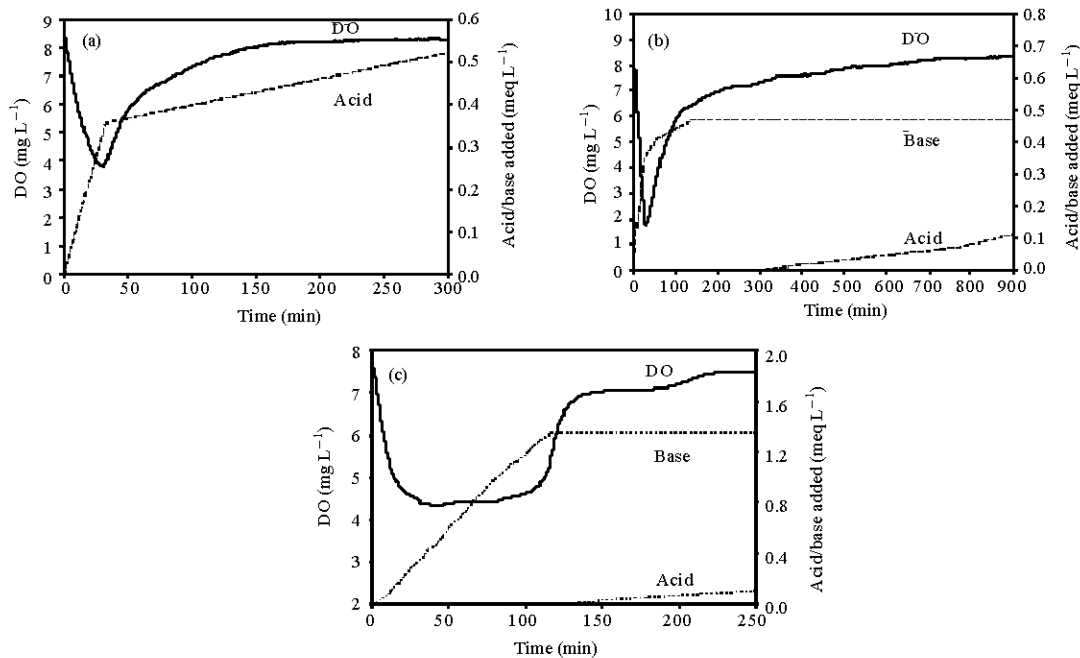 (a)
DO
Acid
DO (mg L⁻¹)
9
8
7
6
5
4
3
2
1
0
0 50 100 150 200 250 300
Time (min)
0.6
0.5
0.4
0.3
0.2
0.1
0.0
Acid/base added (meq L⁻¹)
(b)
DO
Base
Acid
DO (mg L⁻¹)
10
9
8
7
6
5
4
3
2
1
0
0 100 200 300 400 500 600 700 800 900
Time (min)
0.8
0.7
0.6
0.5
0.4
0.3
0.2
0.1
0.0
Acid/base added (meq L⁻¹)
(c)
DO
Base
Acid
DO (mg L⁻¹)
8
7
6
5
4
3
2
0 50 100 150 200 250
Time (min)
2.0
1.6
1.2
0.8
0.4
0.0
Acid/base added (meq L⁻¹)